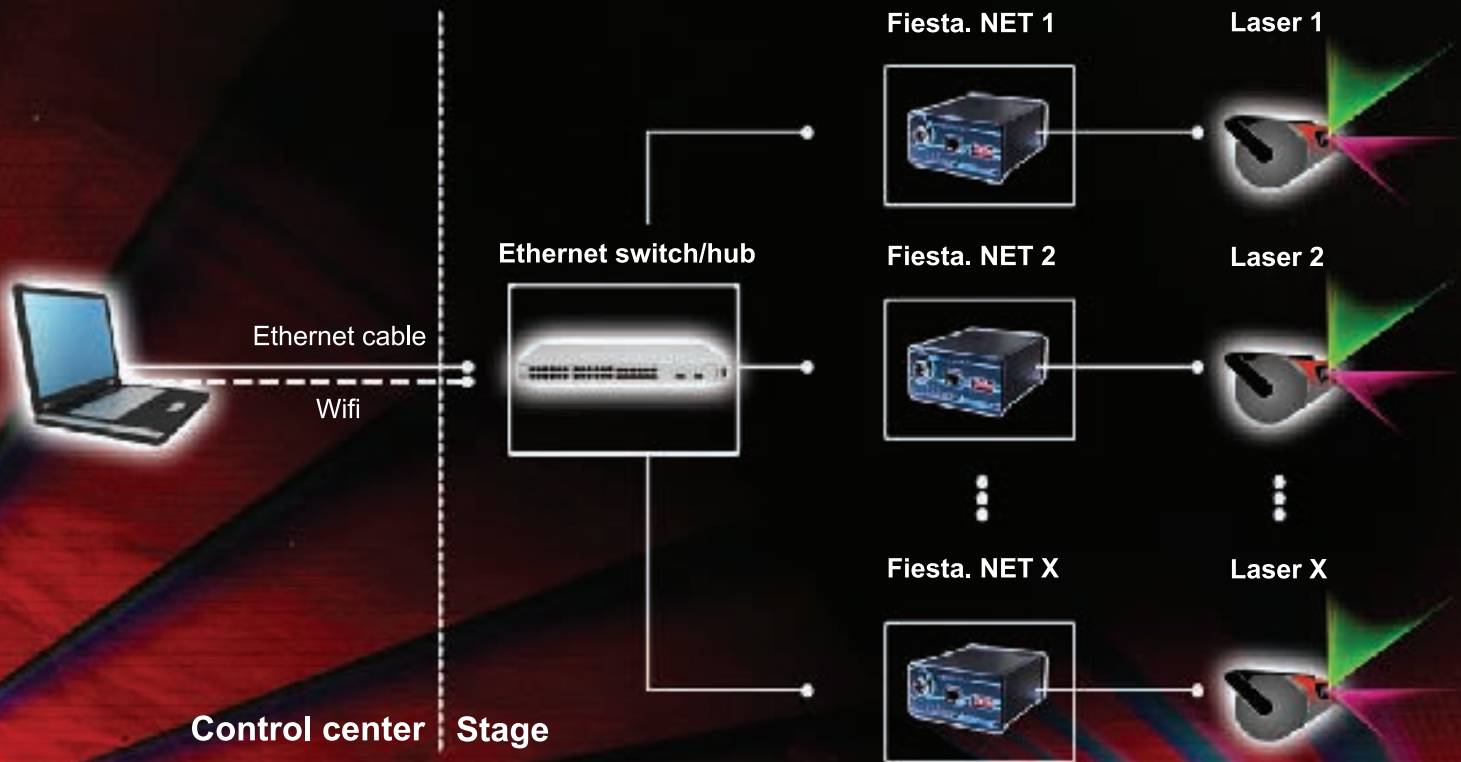 Fiesta. NET 1
Laser 1
Ethernet switch/hub
Fiesta. NET 2
Laser 2
Ethernet cable
Wifi
Fiesta. NET X
Laser X
Control center
Stage